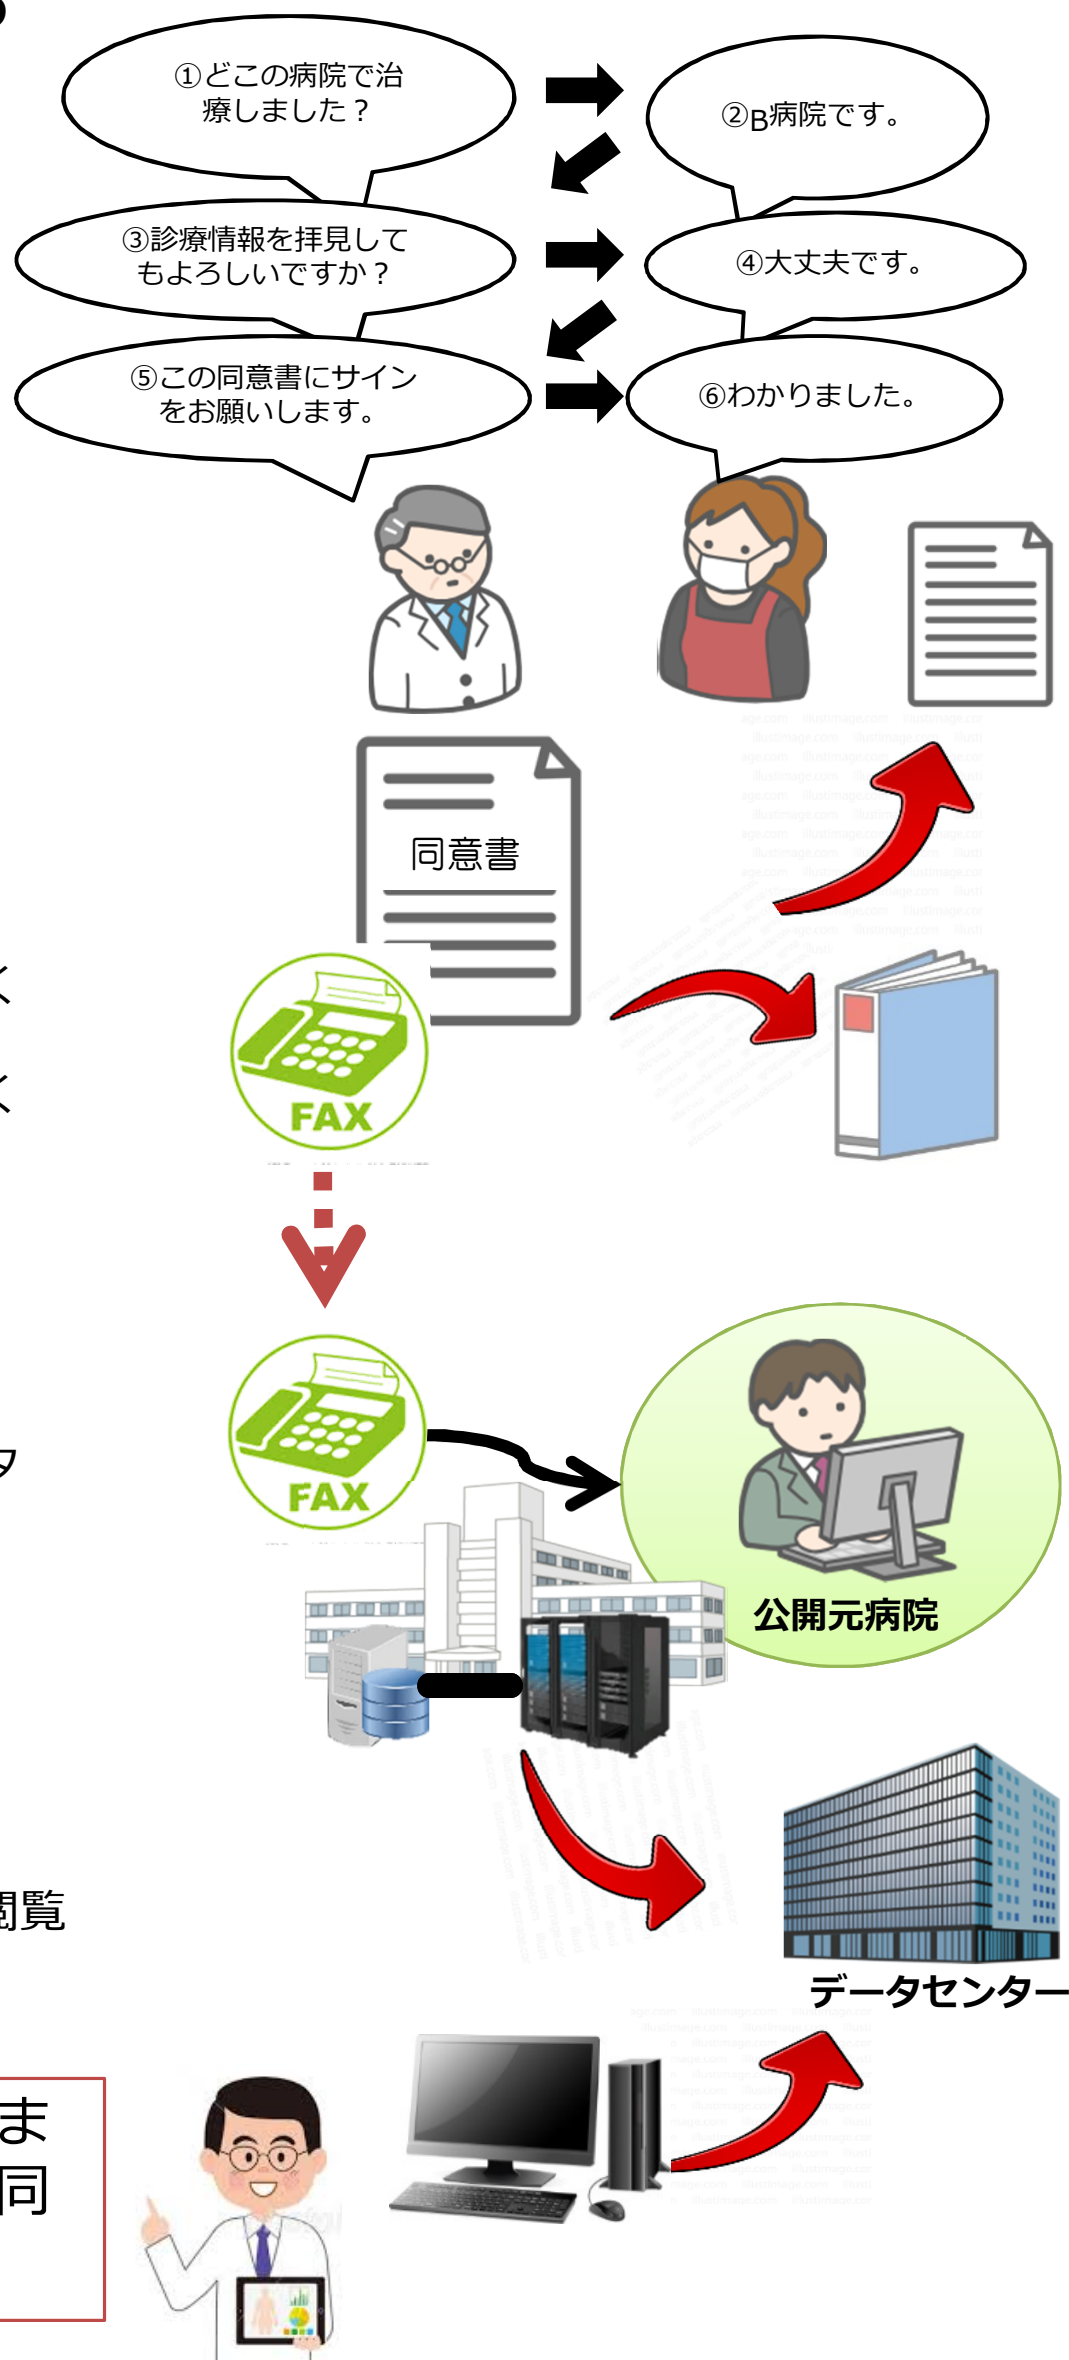 ①どこの病院で治
療しました？
②B病院です。
③診療情報を拝見して
もよろしいですか？
④大丈夫です。
⑤この同意書にサイン
をお願いします。
⑥わかりました。
同意書
FAX
FAX
タ
公開元病院
閲覧
データセンター
ま
同